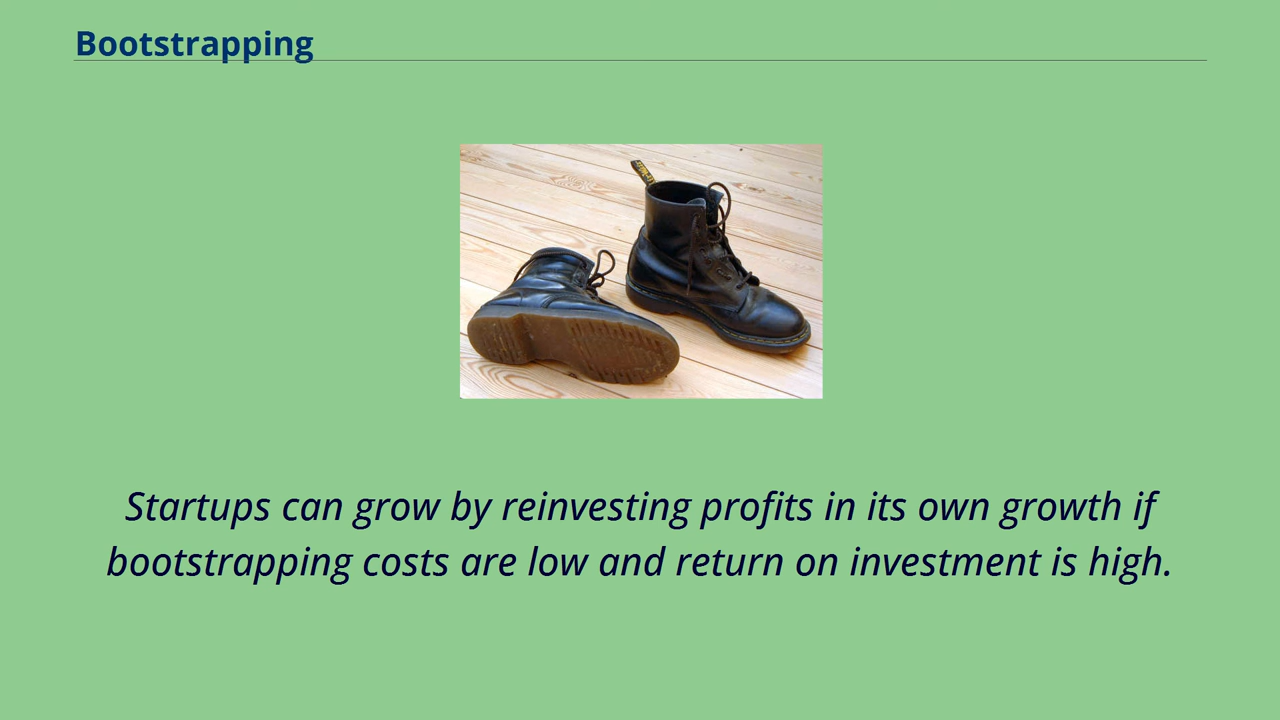 Bootstrapping
Startups can grow by reinvesting profits in its own growth if
bootstrapping costs are low and return on investment is high.